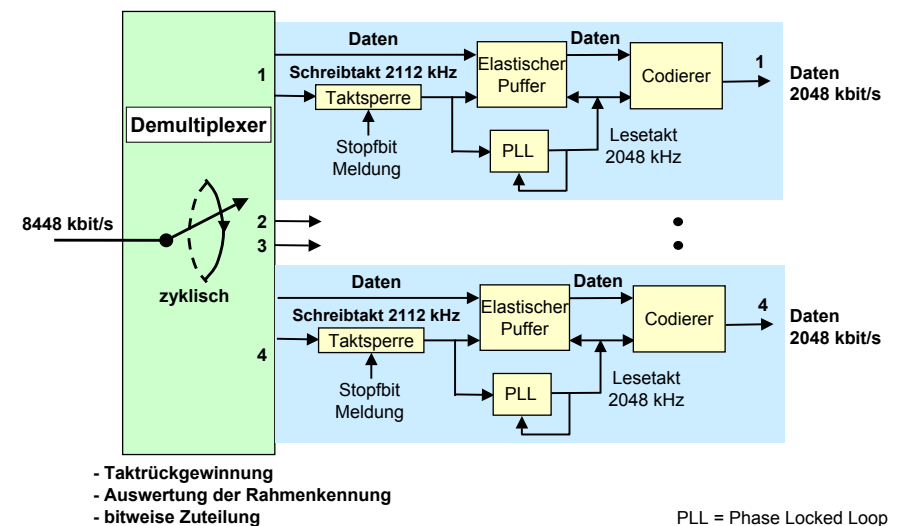 Daten
Daten
1
Schreibtakt 2112 kHz
Elastischer
Puffer
Codierer
1
Daten
2048 kbit/s
Taktsperre
Demultiplexer
Stopfbit
Meldung
PLL
Lesetakt
2048 kHz
8448 kbit/s
2
3
zyklisch
Daten
Daten
Schreibtakt 2112 kHz
Elastischer
Puffer
Codierer
4
Daten
2048 kbit/s
4
Taktsperre
Stopfbit
Meldung
PLL
Lesetakt
2048 kHz
- Taktrückgewinnung
- Auswertung der Rahmenkennung
- bitweise Zuteilung
PLL = Phase Locked Loop